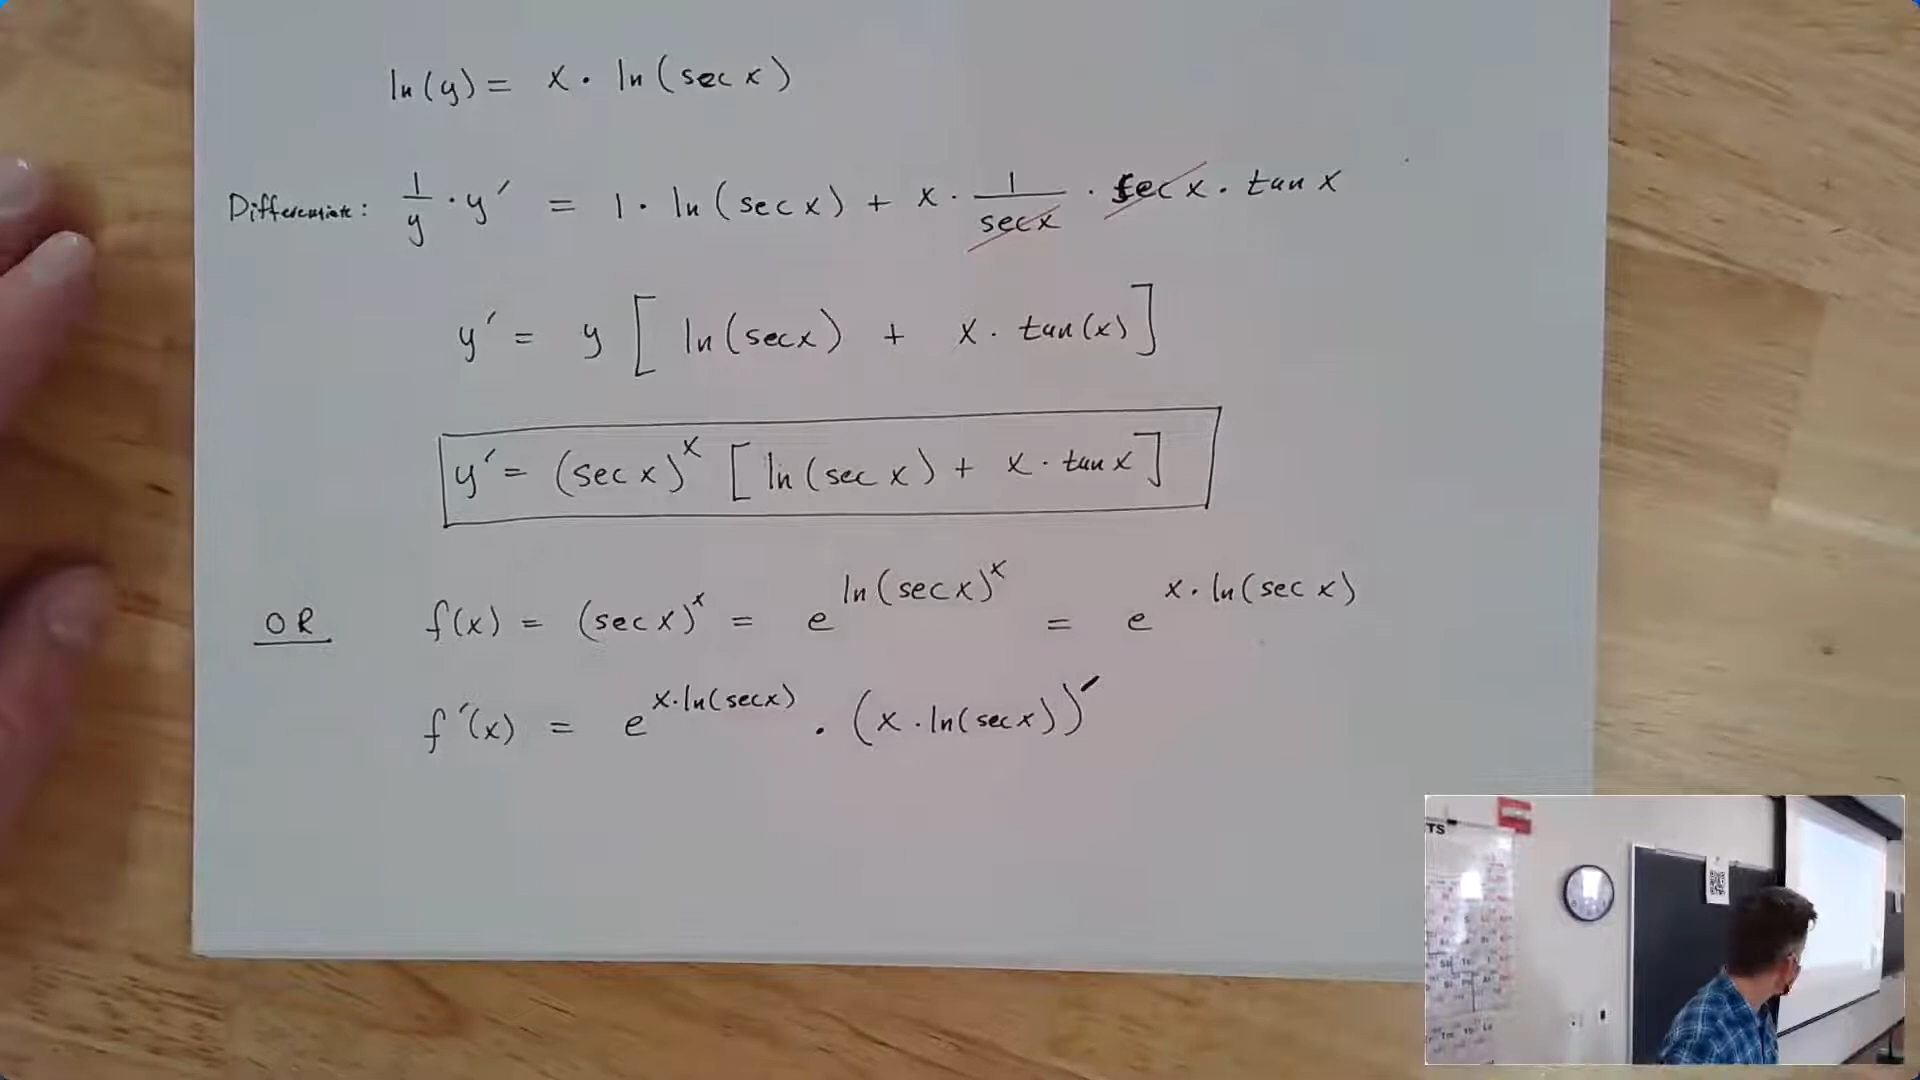 ln(y) = x · ln(sec x)
Differentiate: 1/y · y′ = 1 · ln(sec x) + x · 1/sec x · sec x · tan x
y′ = y [ ln(sec x) + x · tan(x) ]
y′ = (sec x)^x [ ln(sec x) + x · tan x ]
OR f(x) = (sec x)^x = e^ln(sec x)^x = e^x · ln(sec x)
f′(x) = e^x·ln(sec x) · (x · ln(sec x))′
TS